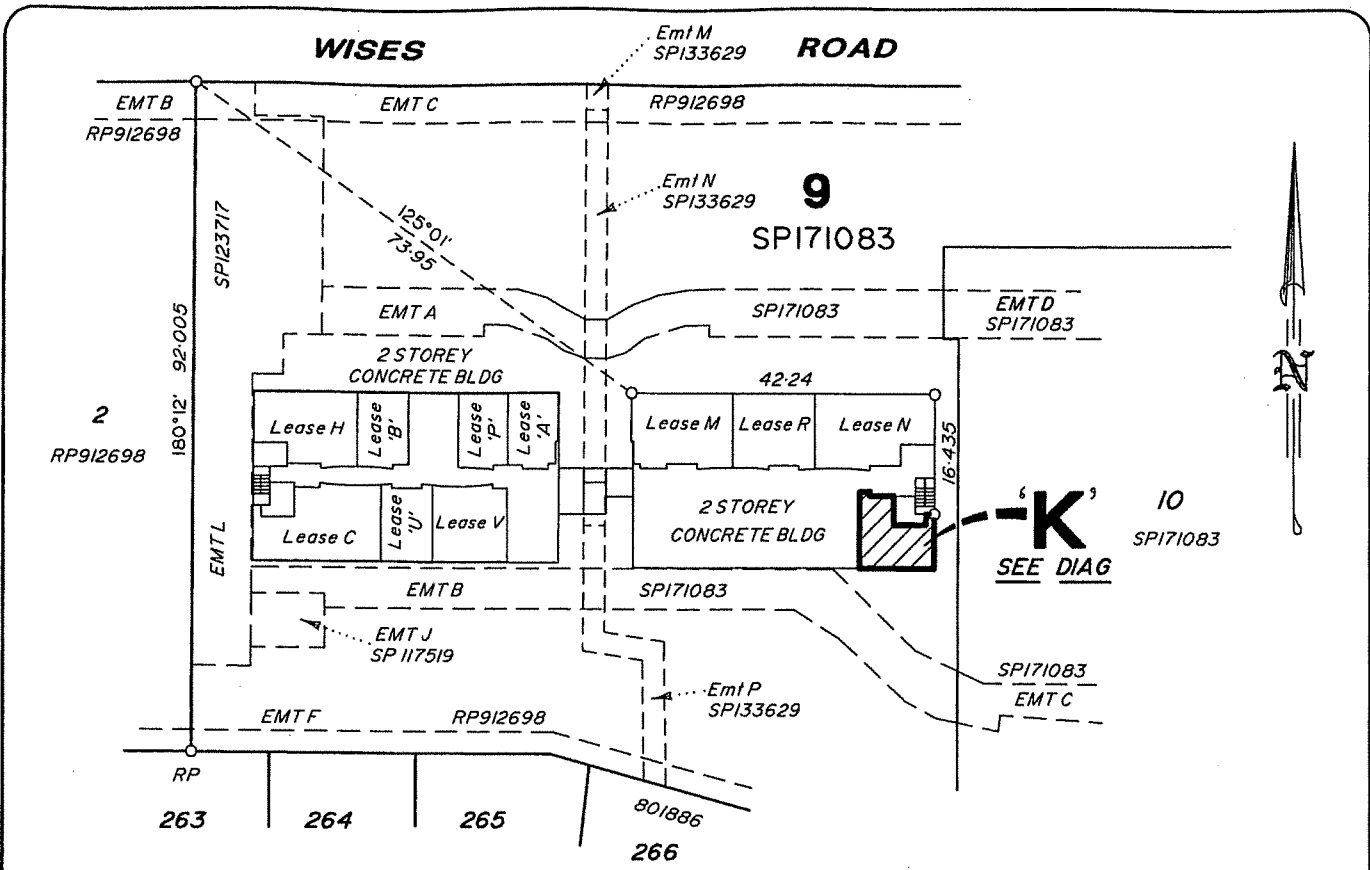 WISES ROAD
Emt M
SP133629
EMT B
EMT C
RP912698
RP912698
Emt N
SP133629
9
SP171083
SP123717
125°01'
73·95
EMT A
SP171083
EMT D
SP171083
180°12' 92·005
2 STOREY
CONCRETE BLDG
42·24
2
RP912698
Lease H
Lease 'B'
Lease 'P'
Lease 'A'
Lease M
Lease R
Lease N
16·435
Lease C
Lease 'U'
Lease V
2 STOREY
CONCRETE BLDG
'K'
SEE DIAG
10
SP171083
EMT L
EMT B
SP171083
EMT J
SP 117519
SP171083
EMT C
Emt P
SP133629
EMT F
RP912698
RP
801886
263
264
265
266
N